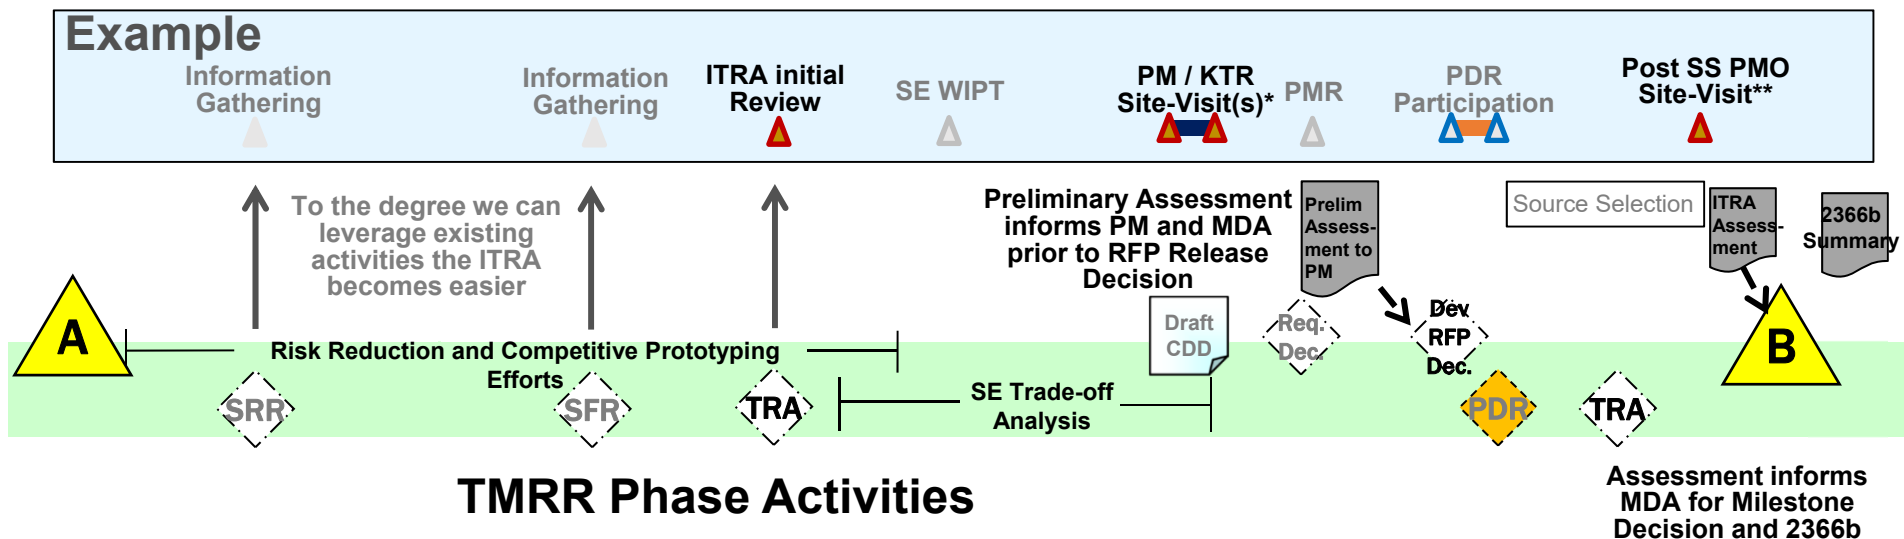 Example
Information
Gathering
Information
Gathering
ITRA initial
Review
SE WIPT
PM / KTR
Site-Visit(s)*
PMR
PDR
Participation
Post SS PMO
Site-Visit**
To the degree we can
leverage existing
activities the ITRA
becomes easier
Preliminary Assessment
informs PM and MDA
prior to RFP Release
Decision
Prelim
Assess-
ment to
PM
Source Selection
ITRA
Assess-
ment
2366b
Summary
A
Risk Reduction and Competitive Prototyping
Efforts
Draft
CDD
Req.
Dec.
Dev
RFP
Dec.
B
SRR
SFR
TRA
SE Trade-off
Analysis
PDR
TRA
TMRR Phase Activities
Assessment informs
MDA for Milestone
Decision and 2366b